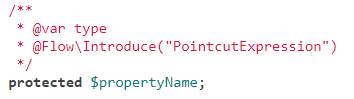 /**
 * @var type
 * @Flow\Introduce("PointcutExpression")
 */
protected $propertyName;